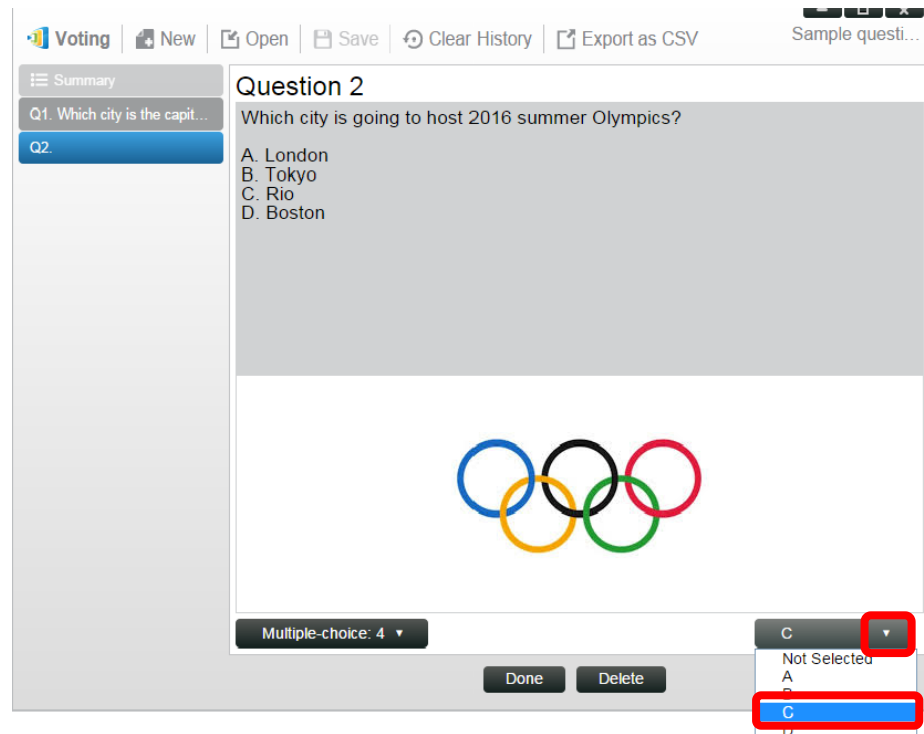 Voting New Open Save Clear History Export as CSV Sample questi...
Summary
Q1. Which city is the capit...
Q2.
Question 2
Which city is going to host 2016 summer Olympics?
A. London
B. Tokyo
C. Rio
D. Boston
Multiple-choice: 4
C
Done Delete
Not Selected
A
B
C
D